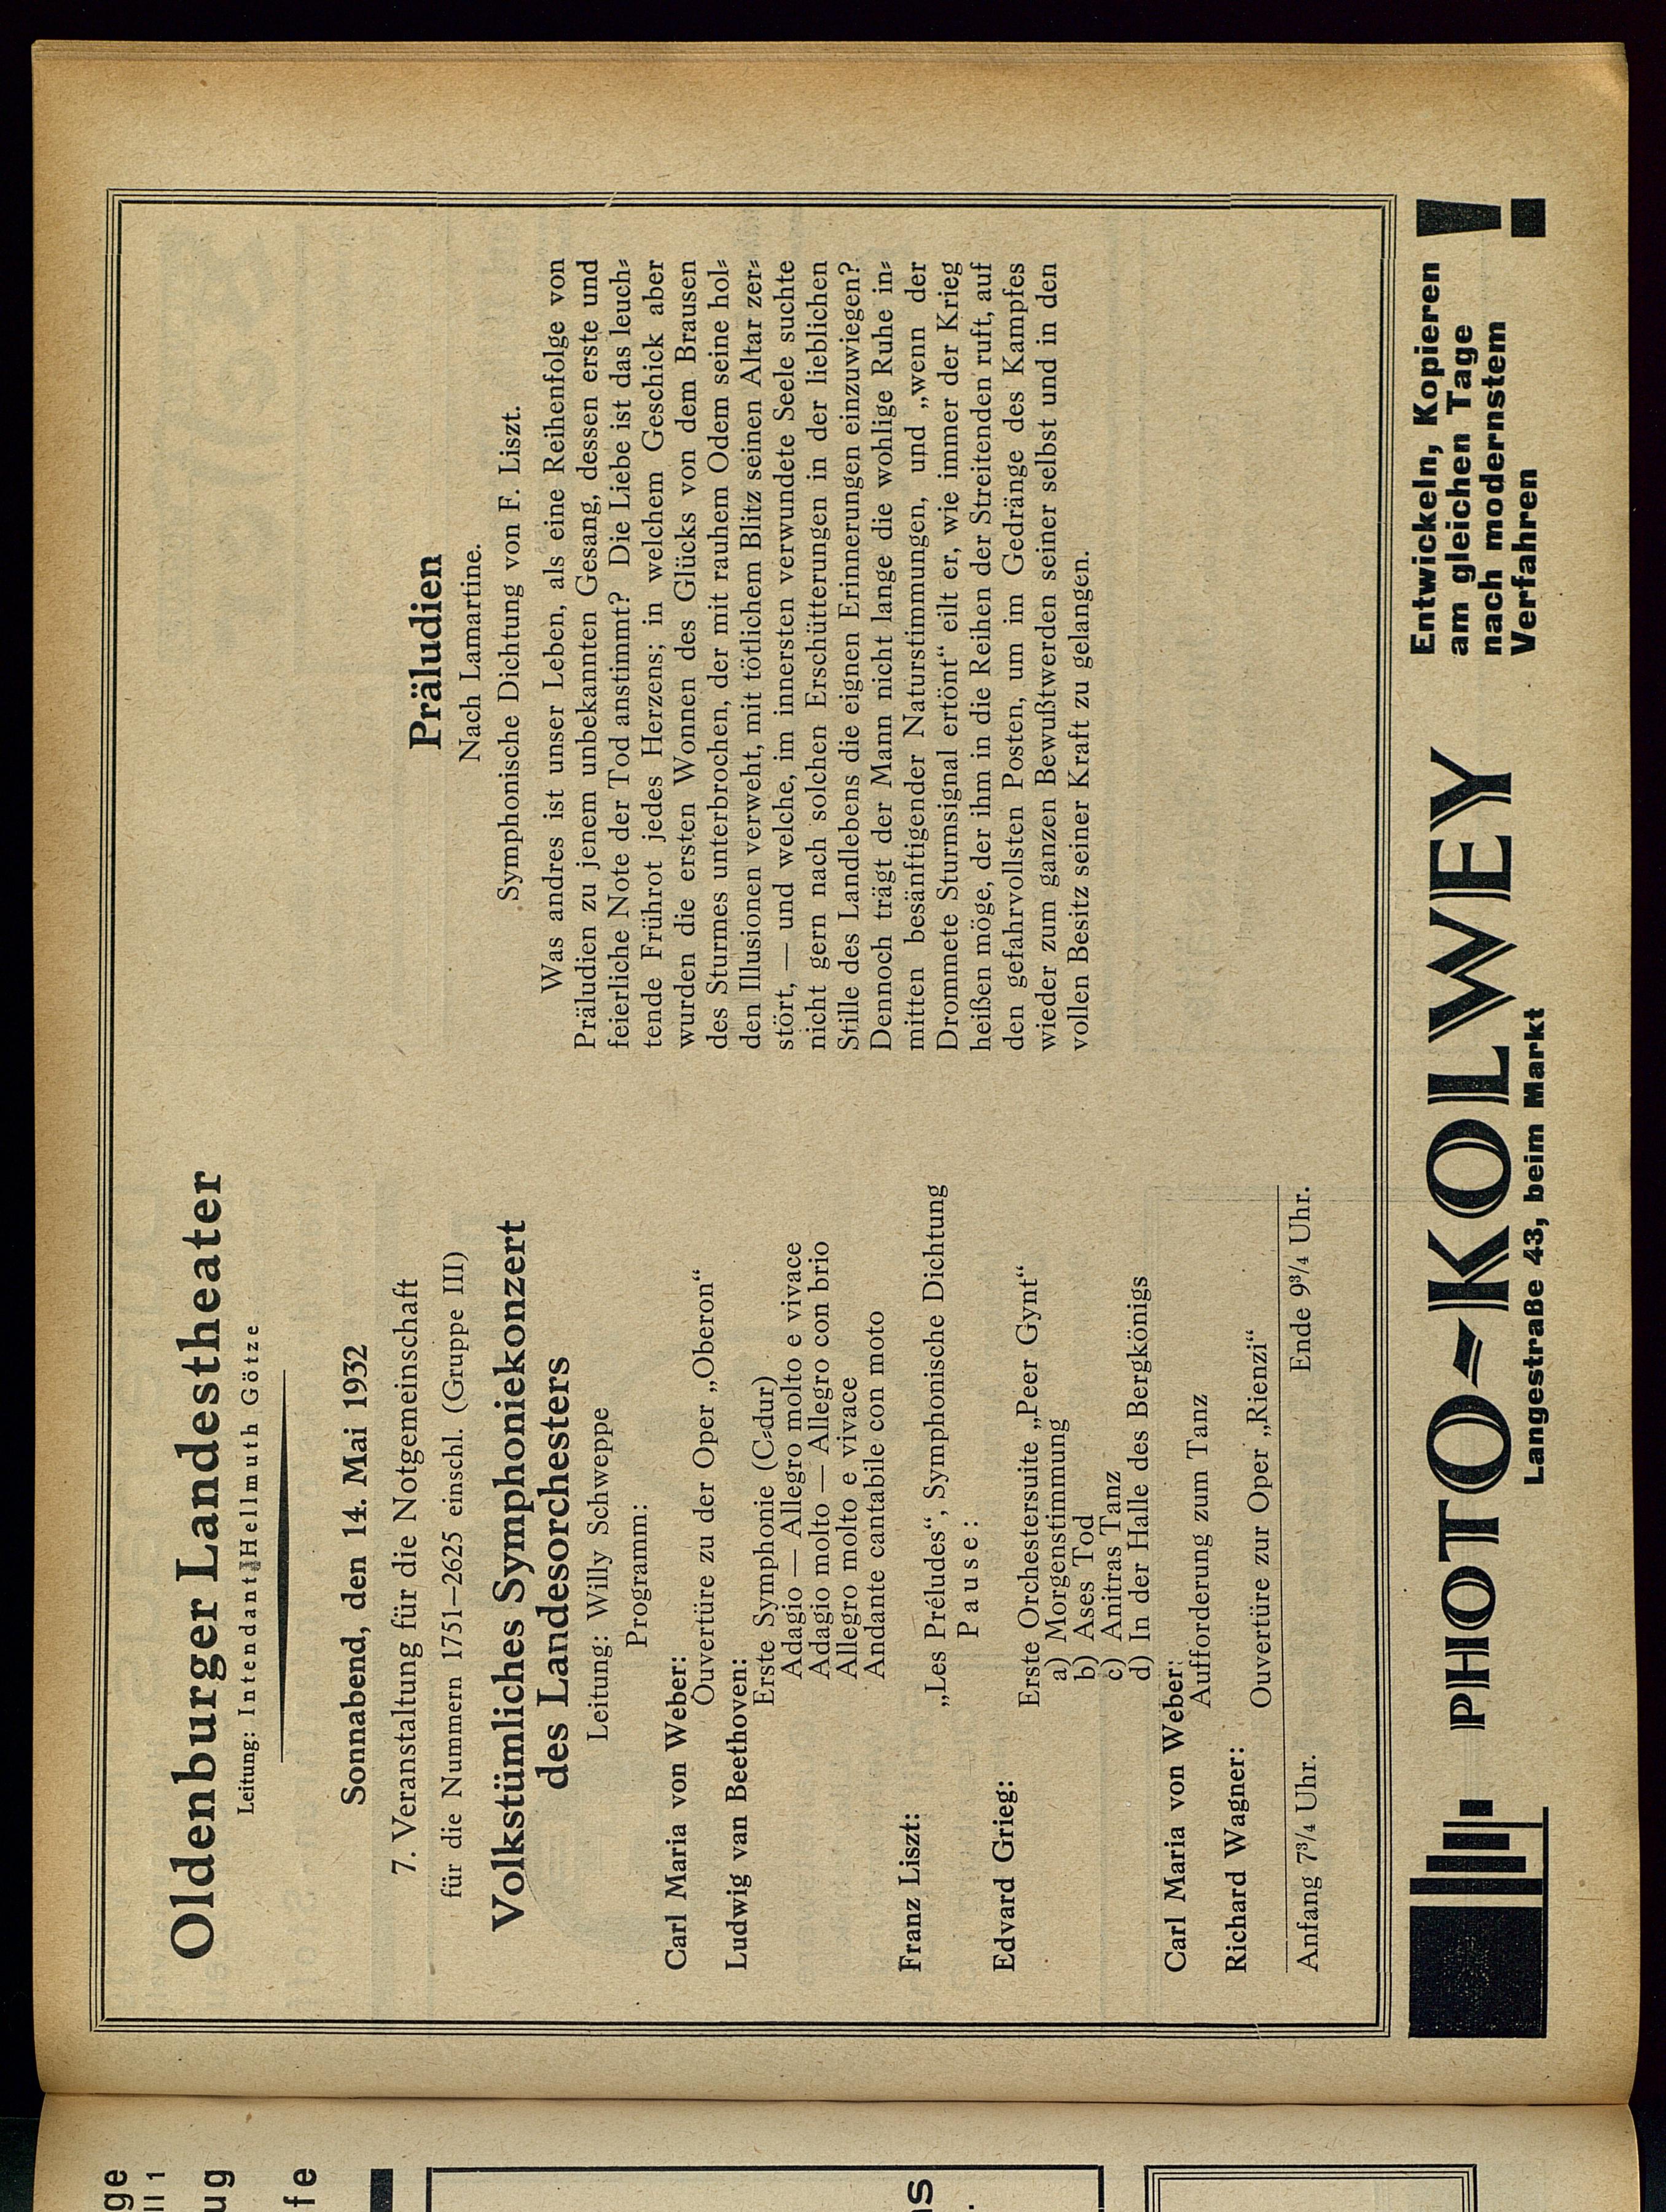 Oldenburger Landestheater
Leitung: Intendant Hellmuth Götze
Sonnabend, den 14. Mai 1932
7. Veranstaltung für die Notgemeinschaft
für die Nummern 1751—2625 einschl. (Gruppe III)
Volkstümliches Symphoniekonzert
des Landesorchesters
Leitung: Willy Schweppe
Programm:
Carl Maria von Weber:
Ouvertüre zu der Oper „Oberon“
Ludwig van Beethoven:
Erste Symphonie (C⸗dur)
Adagio — Allegro molto e vivace
Adagio molto — Allegro con brio
Allegro molto e vivace
Andante cantabile con moto
Franz Liszt:
„Les Préludes“, Symphonische Dichtung
Pause:
Edvard Grieg:
Erste Orchestersuite „Peer Gynt“
a) Morgenstimmung
b) Ases Tod
c) Anitras Tanz
d) In der Halle des Bergkönigs
Carl Maria von Weber:
Aufforderung zum Tanz
Richard Wagner:
Ouvertüre zur Oper „Rienzi“
Anfang 7¾ Uhr. Ende 9¾ Uhr.
Präludien
Nach Lamartine.
Symphonische Dichtung von F. Liszt.
Was andres ist unser Leben, als eine Reihenfolge von
Präludien zu jenem unbekannten Gesang, dessen erste und
feierliche Note der Tod anstimmt? Die Liebe ist das leuch⸗
tende Frührot jedes Herzens; in welchem Geschick aber
wurden die ersten Wonnen des Glücks von dem Brausen
des Sturmes unterbrochen, der mit rauhem Odem seine hol⸗
den Illusionen verweht, mit tötlichem Blitz seinen Altar zer⸗
stört, — und welche, im innersten verwundete Seele suchte
nicht gern nach solchen Erschütterungen in der lieblichen
Stille des Landlebens die eignen Erinnerungen einzuwiegen?
Dennoch trägt der Mann nicht lange die wohlige Ruhe in⸗
mitten besänftigender Naturstimmungen, und „wenn der
Drommete Sturmsignal ertönt“ eilt er, wie immer der Krieg
heißen möge, der ihm in die Reihen der Streitenden ruft, auf
den gefahrvollsten Posten, um im Gedränge des Kampfes
wieder zum ganzen Bewußtwerden seiner selbst und in den
vollen Besitz seiner Kraft zu gelangen.
PHOTO-KOLWEY
Langestraße 43, beim Markt
Entwickeln, Kopieren
am gleichen Tage
nach modernstem
Verfahren
!